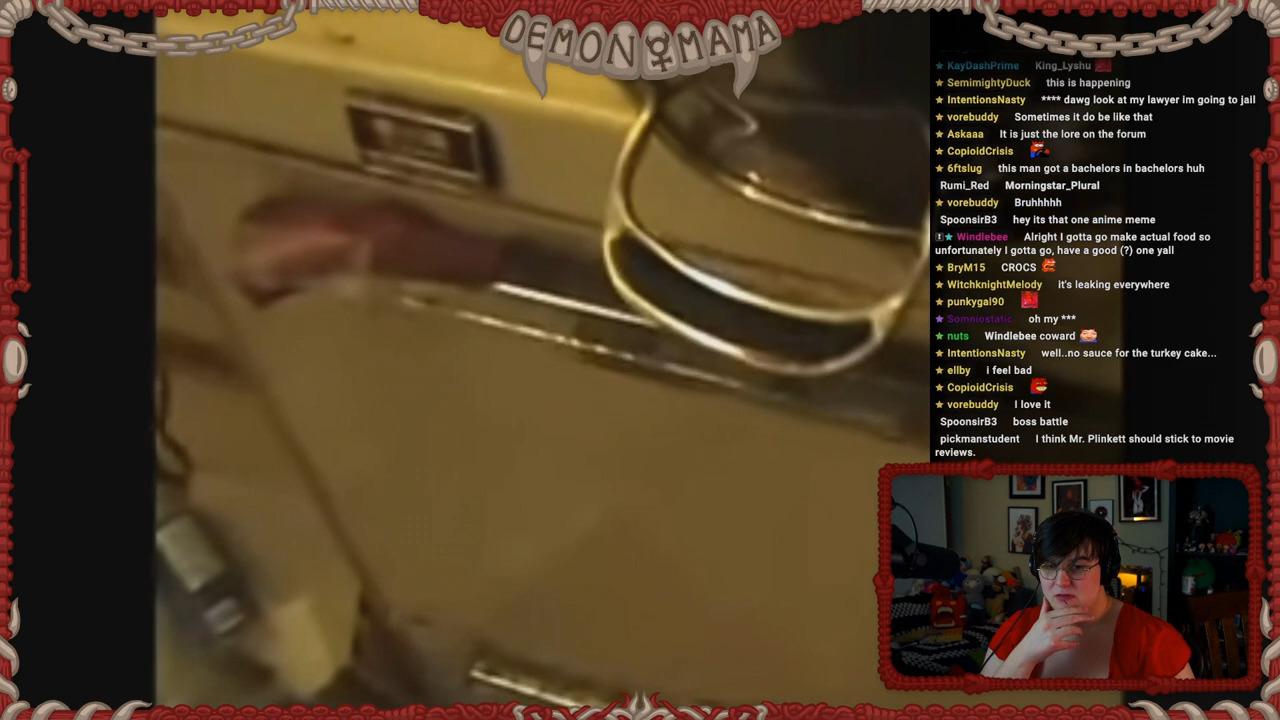 DEMON MAMA
KayDashPrime King_Lyshu
SemimightyDuck this is happening
IntentionsNasty **** dawg look at my lawyer im going to jail
vorebuddy Sometimes it do be like that
Askaaa It is just the lore on the forum
CopioidCrisis
6ftslug this man got a bachelors in bachelors huh
Rumi_Red Morningstar_Plural
vorebuddy Bruhhhhh
SpoonsirB3 hey its that one anime meme
Windlebee Alright I gotta go make actual food so
unfortunately I gotta go, have a good (?) one yall
BryM15 CROCS
WitchknightMelody it's leaking everywhere
punkygal90
Somniostatic oh my ***
nuts Windlebee coward
IntentionsNasty well..no sauce for the turkey cake...
ellby i feel bad
CopioidCrisis
vorebuddy I love it
SpoonsirB3 boss battle
pickmanstudent I think Mr. Plinkett should stick to movie
reviews.